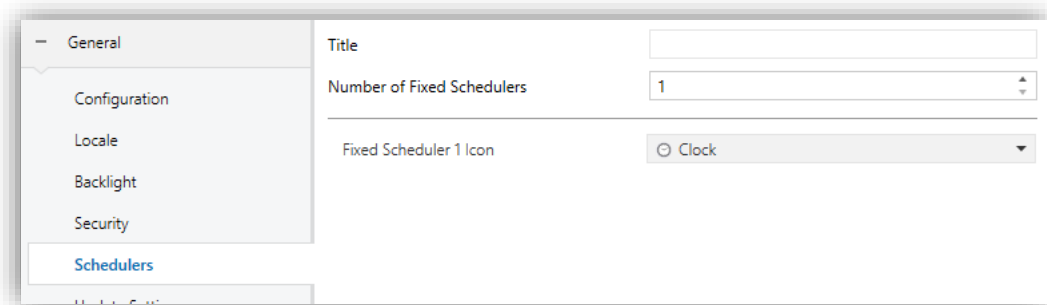 General
Configuration
Locale
Backlight
Security
Schedulers
Title
Number of Fixed Schedulers
1
Fixed Scheduler 1 Icon
Clock